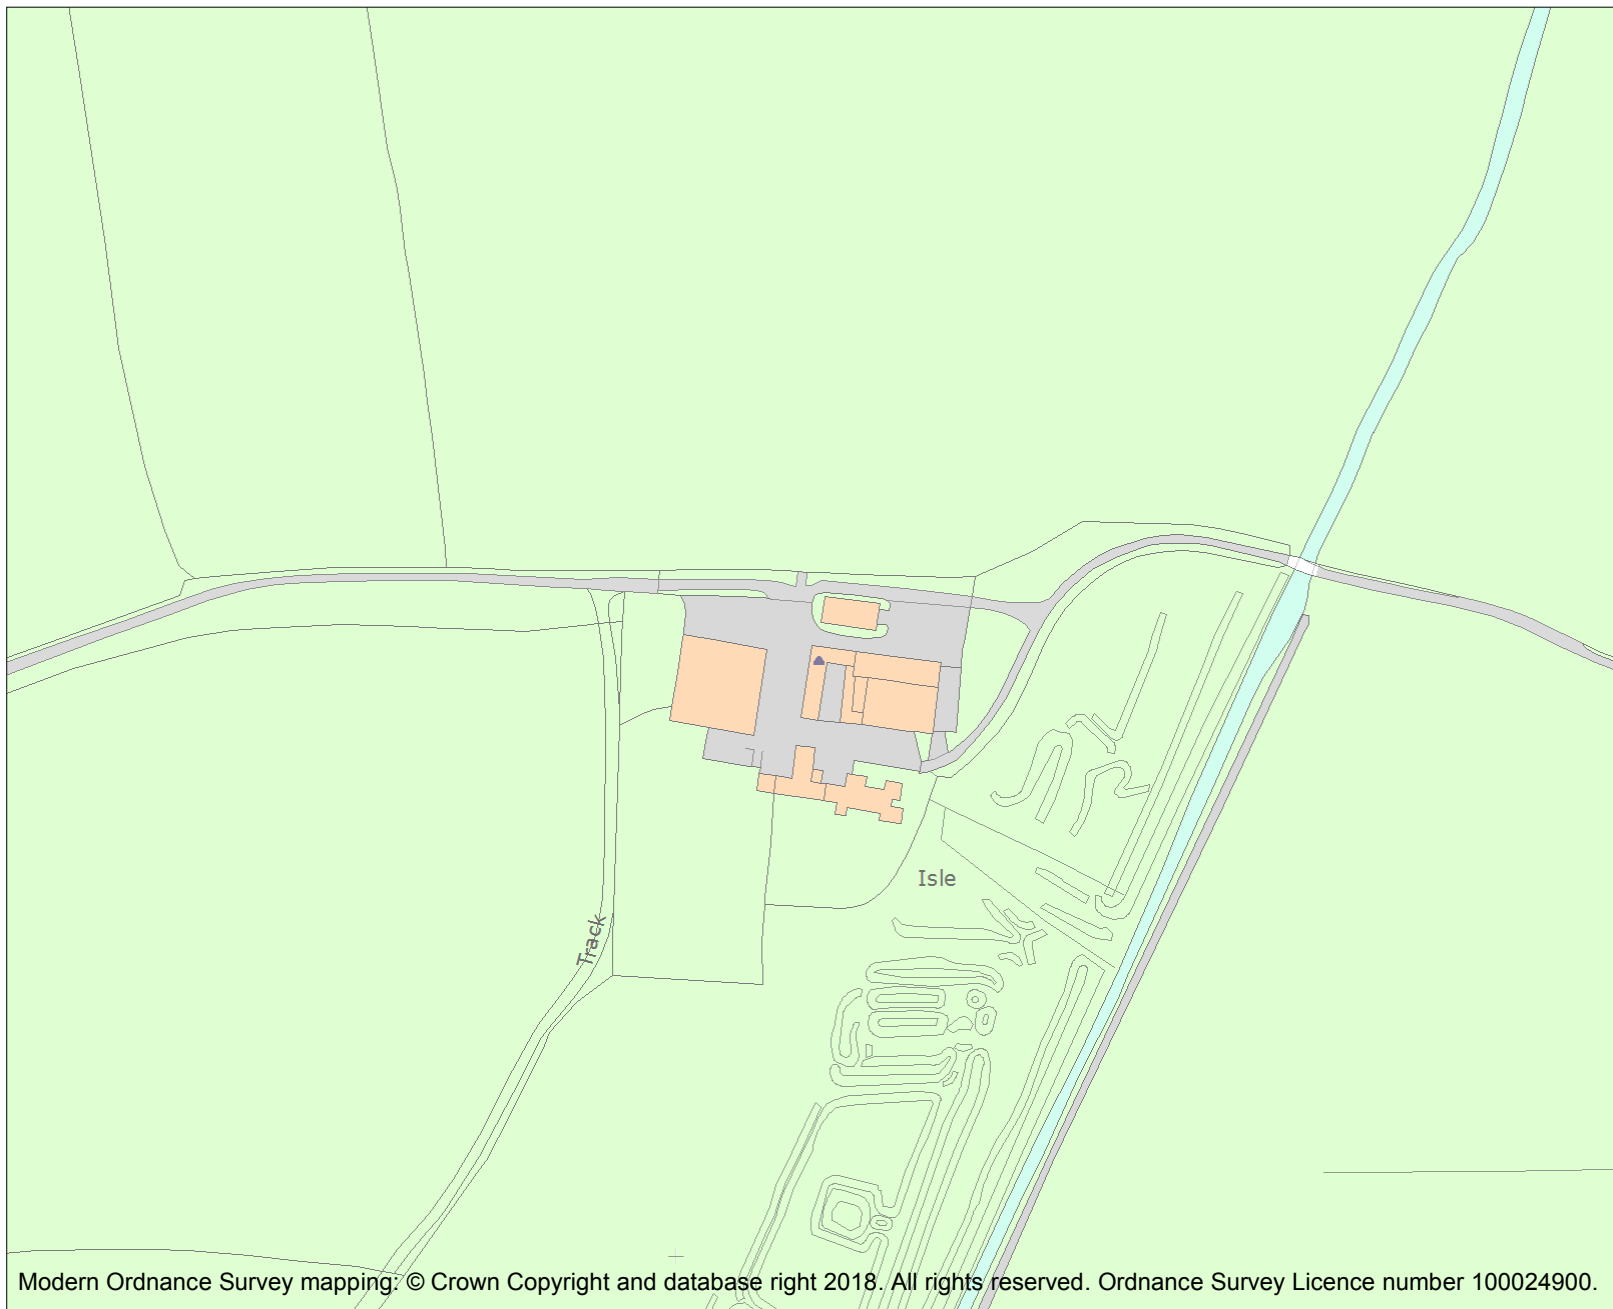 Isle
Track
Modern Ordnance Survey mapping: © Crown Copyright and database right 2018. All rights reserved. Ordnance Survey Licence number 100024900.